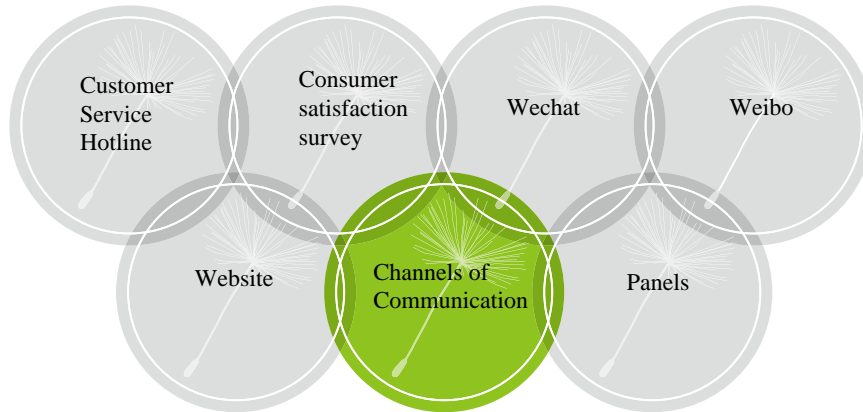 Customer
Service
Hotline
Consumer
satisfaction
survey
Wechat
Weibo
Website
Channels of
Communication
Panels